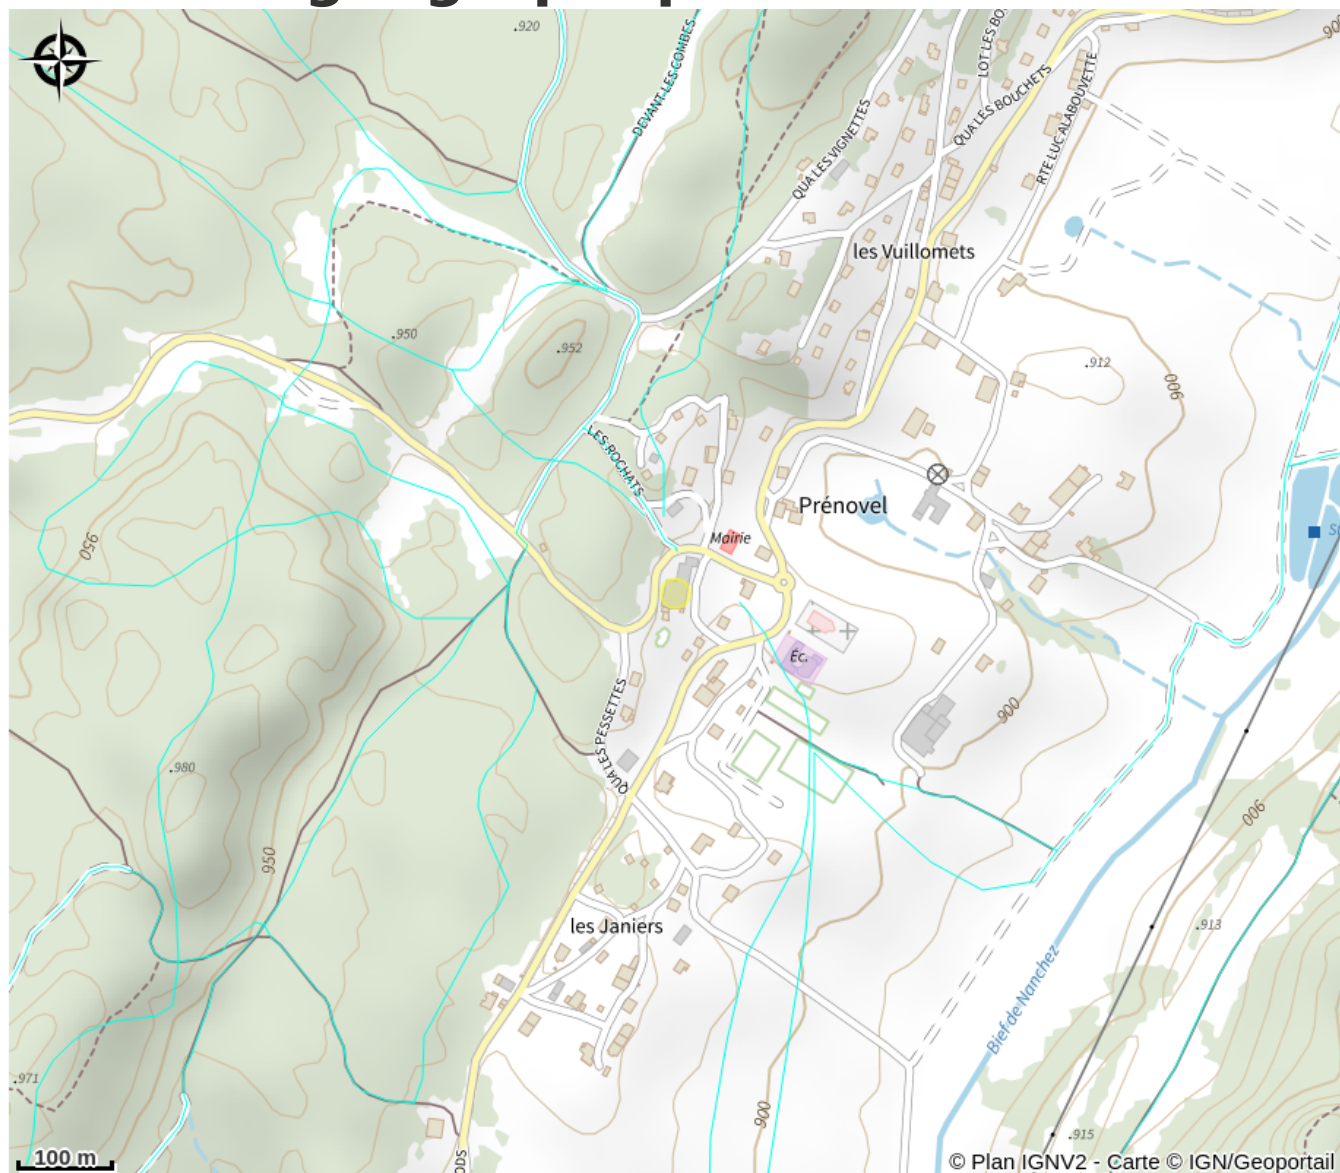 .920
DEVANT LES COMBES
LOT LES BO
QUA LES BOUCHETS
QUA LES VIGNETTES
RTE LUC ALABOUVETTE
900
les Vuillomets
.950
.952
.912
900
LES ROCHATS
Prénovel
Mairie
950
Éc.
QUA LES PESSETTES
900
.980
950
900
les Janiers
.913
Bief de Nanchez
.971
900
.915
ODS
100 m
© Plan IGNV2 - Carte © IGN/Geoportail